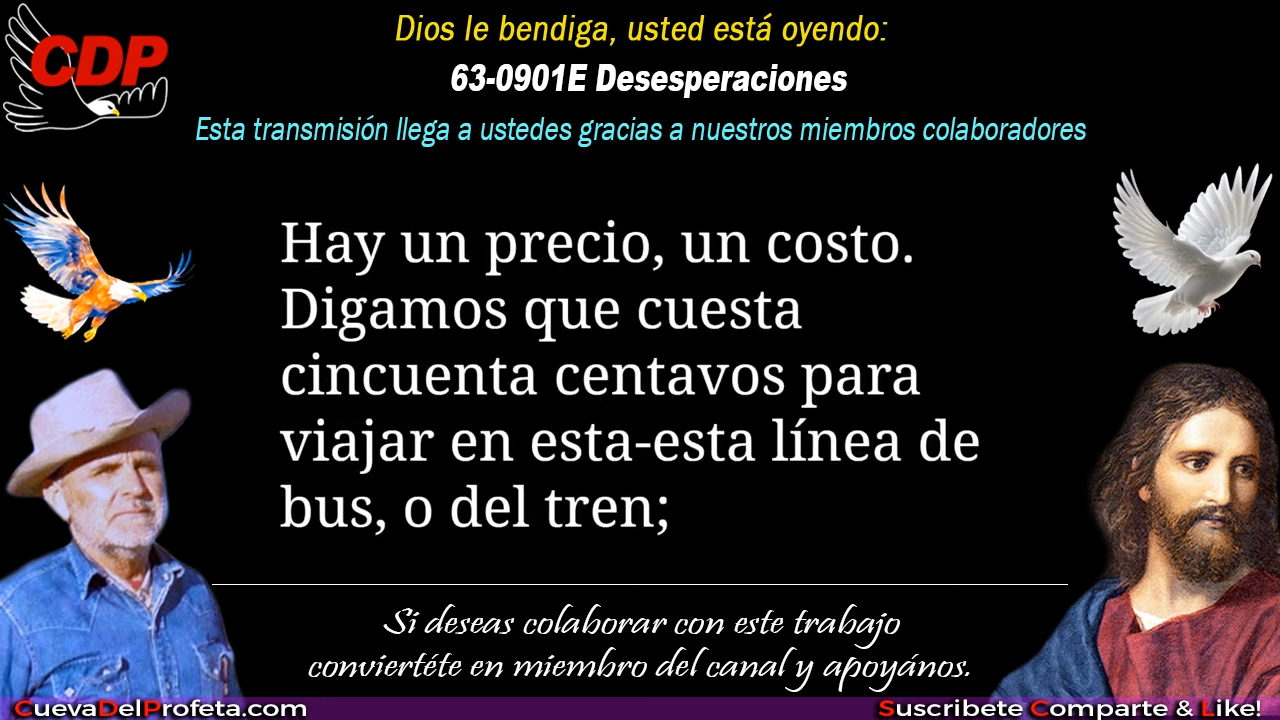 CDP
Dios le bendiga, usted está oyendo:
63-0901E Desesperaciones
Esta transmisión llega a ustedes gracias a nuestros miembros colaboradores
Hay un precio, un costo.
Digamos que cuesta
cincuenta centavos para
viajar en esta-esta línea de
bus, o del tren;
Si deseas colaborar con este trabajo
conviertéte en miembro del canal y apoyános.
CuevaDelProfeta.com
Suscribete Comparte & Like!